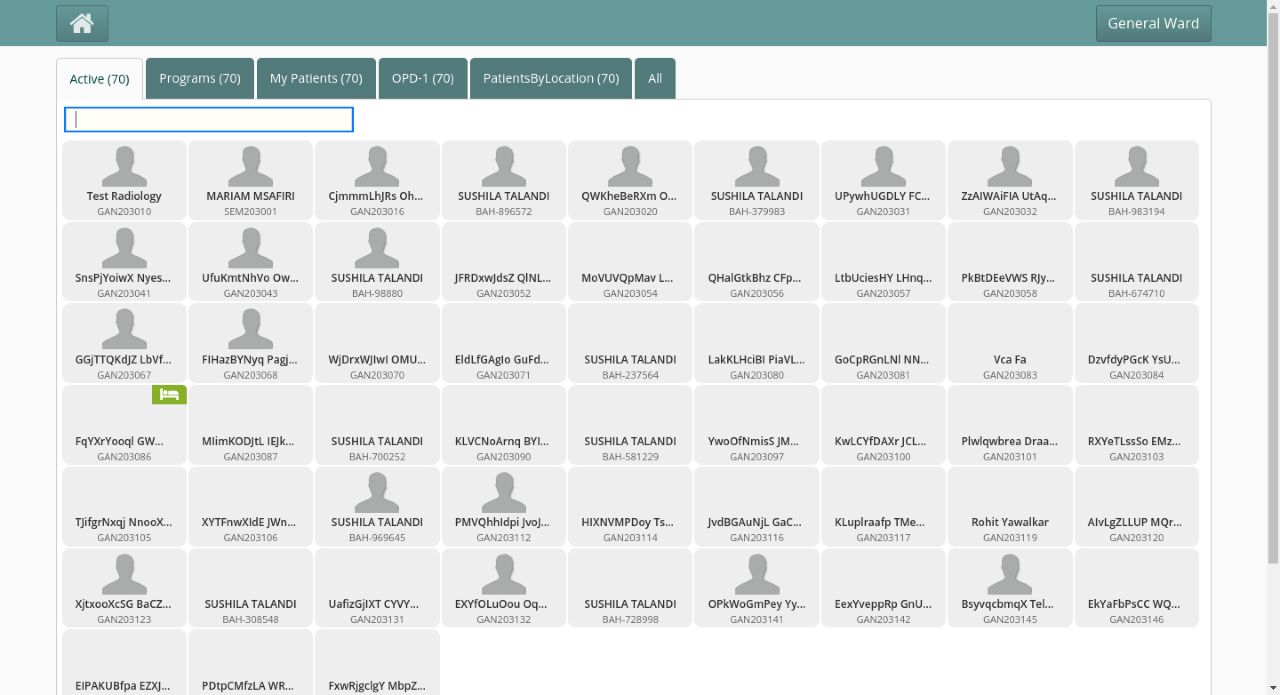 General Ward
Active (70)
Programs (70)
My Patients (70)
OPD-1 (70)
PatientsByLocation (70)
All
Test Radiology
GAN203010
MARIAM MSAFIRI
SEM203001
CjmmmLhJRs Oh...
GAN203016
SUSHILA TALANDI
BAH-896572
QWKheBeRXm O...
GAN203020
SUSHILA TALANDI
BAH-379983
UPywhUGDLY FC...
GAN203031
ZzAIWAiFIA UtAq...
GAN203032
SUSHILA TALANDI
BAH-983194
SnsPjYoiwX Nyes...
GAN203041
UfuKmtNhVo Ow...
GAN203043
SUSHILA TALANDI
BAH-98880
JFRDxwJdsZ QlNL...
GAN203052
MoVUVQpMav L...
GAN203054
QHalGtkBhz CFp...
GAN203056
LtbUciesHY LHnq...
GAN203057
PkBtDEeVWS RJy...
GAN203058
SUSHILA TALANDI
BAH-674710
GGjTTQKdJZ LbVf...
GAN203067
FIHazBYNyq Pagj...
GAN203068
WjDrxWJIwI OMU...
GAN203070
EldLfGAgIo GuFd...
GAN203071
SUSHILA TALANDI
BAH-237564
LakKLHciBI PiaVL...
GAN203080
GoCpRGnLNl NN...
GAN203081
Vca Fa
GAN203083
DzvfdyPGcK YsU...
GAN203084
FqYXrYooql GW...
GAN203086
MIimKODJtL IEJk...
GAN203087
SUSHILA TALANDI
BAH-700252
KLVCNoArnq BYI...
GAN203090
SUSHILA TALANDI
BAH-581229
YwoOfNmisS JM...
GAN203097
KwLCYfDAXr JCL...
GAN203100
Plwlqwbrea Draa...
GAN203101
RXYeTLssSo EMz...
GAN203103
TJifgrNxqj NnooX...
GAN203105
XYTFnwXIdE JWn...
GAN203106
SUSHILA TALANDI
BAH-969645
PMVQhhIdpi JvoJ...
GAN203112
HIXNVMPDoy Ts...
GAN203114
JvdBGAuNjL GaC...
GAN203116
KLuplraafp TMe...
GAN203117
Rohit Yawalkar
GAN203119
AIvLgZLLUP MQr...
GAN203120
XjtxooXcSG BaCZ...
GAN203123
SUSHILA TALANDI
BAH-308548
UafizGjIXT CYVY...
GAN203131
EXYfOLuOou Oq...
GAN203132
SUSHILA TALANDI
BAH-728998
OPkWoGmPey Yy...
GAN203141
EexYveppRp GnU...
GAN203142
BsyvqcbmqX Tel...
GAN203145
EkYaFbPsCC WQ...
GAN203146
EIPAKUBfpa EZXJ...
PDtpCMfzLA WR...
FxwRjgclgY MbpZ...